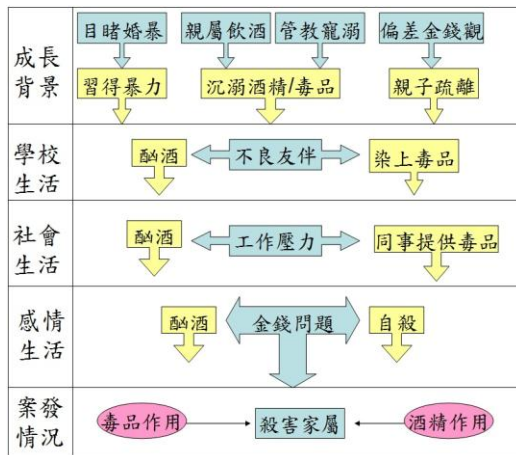 成長
背景
目睹婚暴
親屬飲酒
管教寵溺
偏差金錢觀
習得暴力
沉溺酒精/毒品
親子疏離
學校
生活
酗酒
不良友伴
染上毒品
社會
生活
酗酒
工作壓力
同事提供毒品
感情
生活
酗酒
金錢問題
自殺
案發
情況
毒品作用
殺害家屬
酒精作用